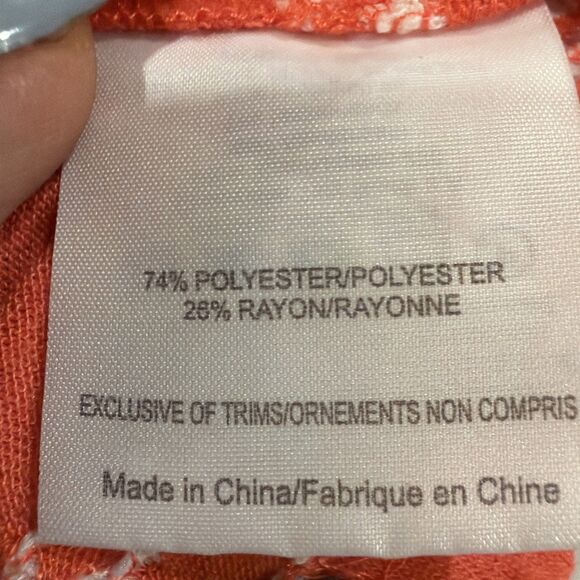 74% POLYESTER/POLYESTER
26% RAYON/RAYONNE
EXCLUSIVE OF TRIMS/ORNEMENTS NON COMPRIS
Made in China/Fabrique en Chine